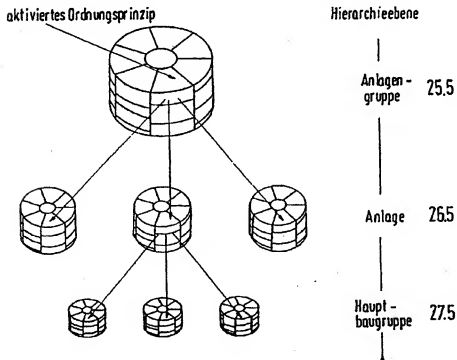 aktiviertes Ordnungsprinzip
Hierarchieebene
Anlagen-
gruppe 25.5
Anlage 26.5
Haupt-
baugruppe 27.5